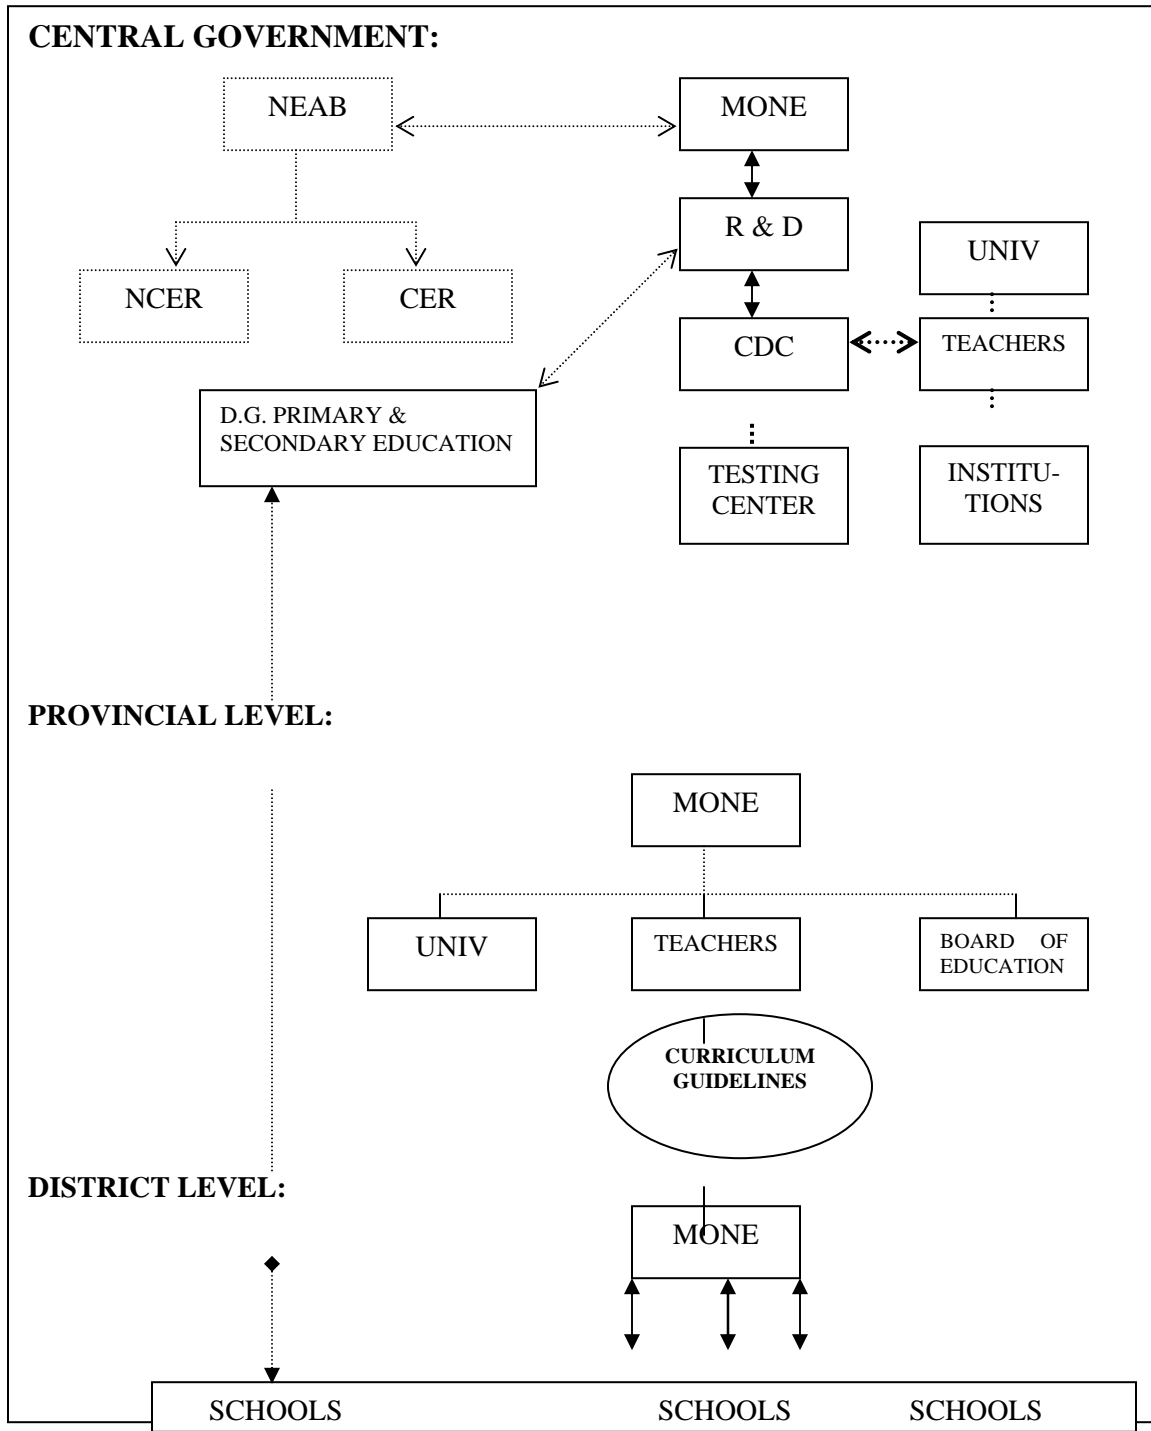 CENTRAL GOVERNMENT:
NEAB
MONE
R & D
UNIV
NCER
CER
CDC
TEACHERS
D.G. PRIMARY &
SECONDARY EDUCATION
TESTING
CENTER
INSTITU-
TIONS
PROVINCIAL LEVEL:
MONE
UNIV
TEACHERS
BOARD OF
EDUCATION
CURRICULUM
GUIDELINES
DISTRICT LEVEL:
MONE
SCHOOLS SCHOOLS SCHOOLS